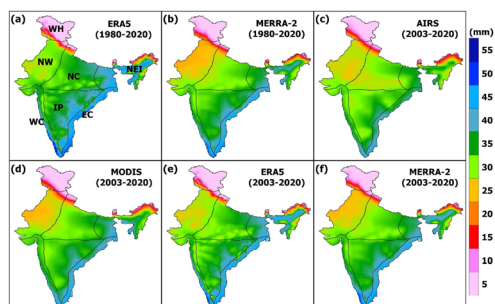 (a)
ERA5
(1980-2020)
WH
NW
NC
NEI
IP
WC
EC
(b)
MERRA-2
(1980-2020)
(c)
AIRS
(2003-2020)
(mm)
55
50
45
40
35
30
25
20
15
10
5
(d)
MODIS
(2003-2020)
(e)
ERA5
(2003-2020)
(f)
MERRA-2
(2003-2020)